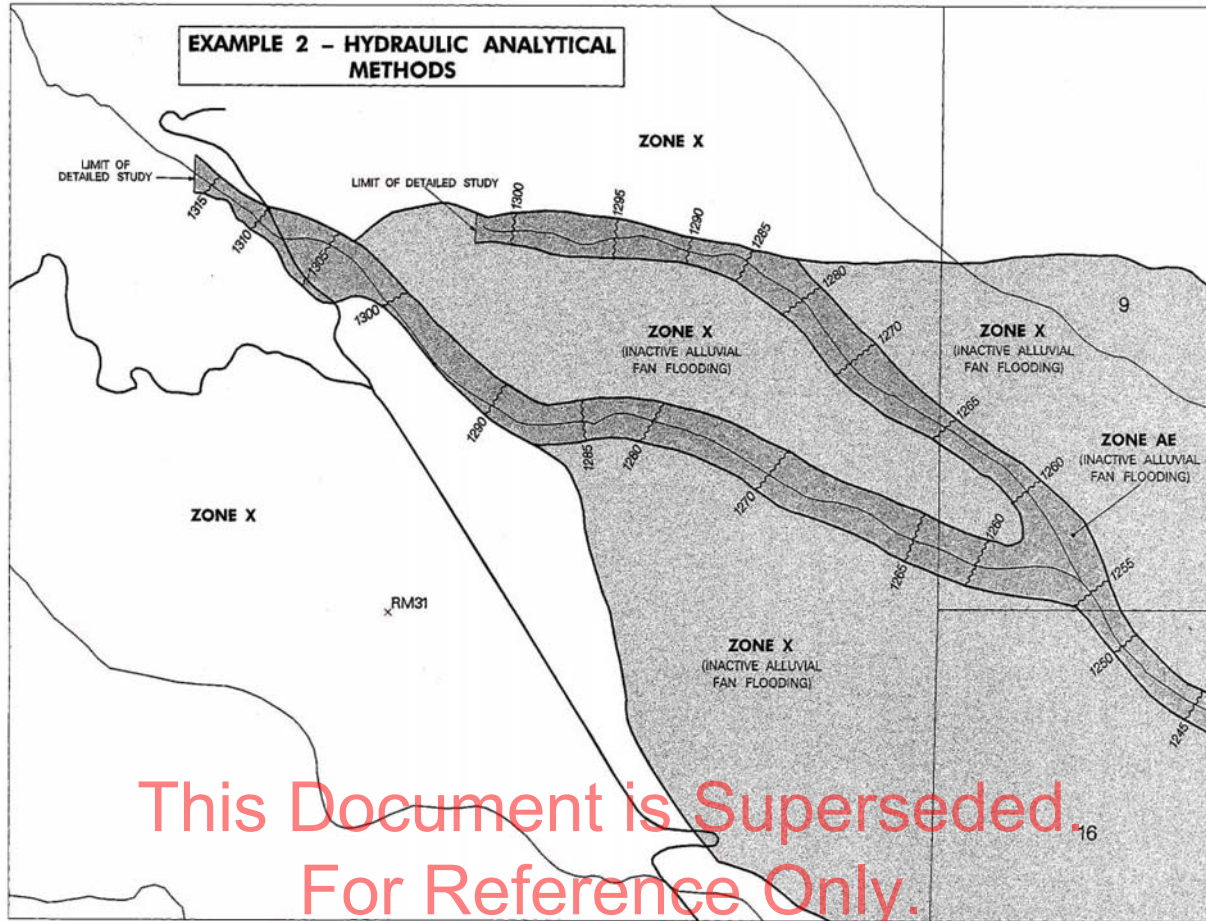 EXAMPLE 2 – HYDRAULIC ANALYTICAL
METHODS
ZONE X
LIMIT OF
DETAILED STUDY
LIMIT OF DETAILED STUDY
1315
1310
1305
1300
1300
1295
1290
1285
1280
1270
1265
1260
1255
1250
1245
1290
1285
1280
1270
1265
1260
ZONE X
(INACTIVE ALLUVIAL
FAN FLOODING)
ZONE X
(INACTIVE ALLUVIAL
FAN FLOODING)
9
ZONE AE
(INACTIVE ALLUVIAL
FAN FLOODING)
ZONE X
RM31
ZONE X
(INACTIVE ALLUVIAL
FAN FLOODING)
This Document is Superseded.
16
For Reference Only.